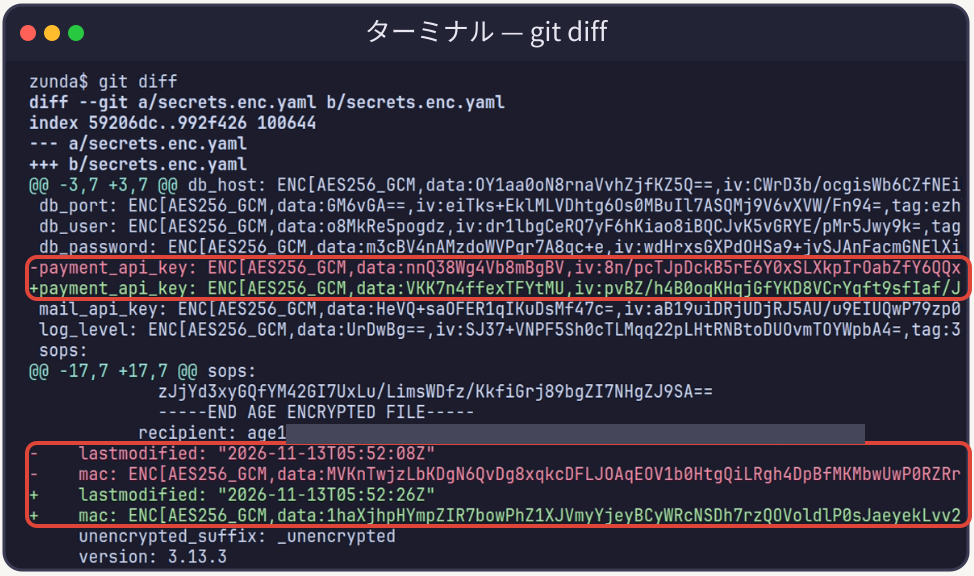 ターミナル — git diff
zunda$ git diff
diff --git a/secrets.enc.yaml b/secrets.enc.yaml
index 59206dc..992f426 100644
--- a/secrets.enc.yaml
+++ b/secrets.enc.yaml
@@ -3,7 +3,7 @@ db_host: ENC[AES256_GCM,data:OY1aa0oN8rnaVvhZjfKZ5Q==,iv:CWrD3b/ocgisWb6CZfNEi
 db_port: ENC[AES256_GCM,data:GM6vGA==,iv:eiTks+EklMLVDhtg6Os0MBuIl7ASQMj9V6vXVW/Fn94=,tag:ezh
 db_user: ENC[AES256_GCM,data:o8MkRe5pogdz,iv:dr1lbgCeRQ7yF6hKiao8iBQCJvK5vGRYE/pMr5Jwy9k=,tag
 db_password: ENC[AES256_GCM,data:m3cBV4nAMzdoWVPgr7A8qc+e,iv:wdHrxsGXPdOHSa9+jvSJAnFacmGNElXi
-payment_api_key: ENC[AES256_GCM,data:nnQ38Wg4Vb8mBgBV,iv:8n/pcTJpDckB5rE6Y0xSLXkpIrOabZfY6QQx
+payment_api_key: ENC[AES256_GCM,data:VKK7n4ffexTFYtMU,iv:pvBZ/h4B0oqKHqjGfYKD8VCrYqft9sfIaf/J
 mail_api_key: ENC[AES256_GCM,data:HeVQ+saOFER1qIKuDsMf47c=,iv:aB19uiDRjUDjRJ5AU/u9EIUQwP79zp0
 log_level: ENC[AES256_GCM,data:UrDwBg==,iv:SJ37+VNPF5Sh0cTLMqq22pLHtRNBtoDUOvmTOYWpbA4=,tag:3
 sops:
@@ -17,7 +17,7 @@ sops:
             zJjYd3xyGQfYM42GI7UxLu/LimsWDfz/KkfiGrj89bgZI7NHgZJ9SA==
             -----END AGE ENCRYPTED FILE-----
           recipient: age1
-    lastmodified: "2026-11-13T05:52:08Z"
-    mac: ENC[AES256_GCM,data:MVKnTwjzLbKDgN6QvDg8xqkcDFLJOAqEOV1b0HtgQiLRgh4DpBfMKMbwUwP0RZRr
+    lastmodified: "2026-11-13T05:52:26Z"
+    mac: ENC[AES256_GCM,data:1haXjhpHYmpZIR7bowPhZ1XJVmyYjeyBCyWRcNSDh7rzQOVoldlP0sJaeyekLvv2
     unencrypted_suffix: _unencrypted
     version: 3.13.3